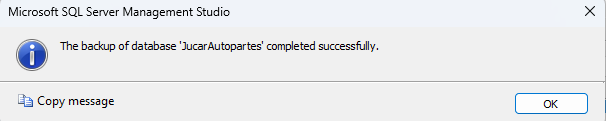 Microsoft SQL Server Management Studio
The backup of database 'JucarAutopartes' completed successfully.
Copy message
OK